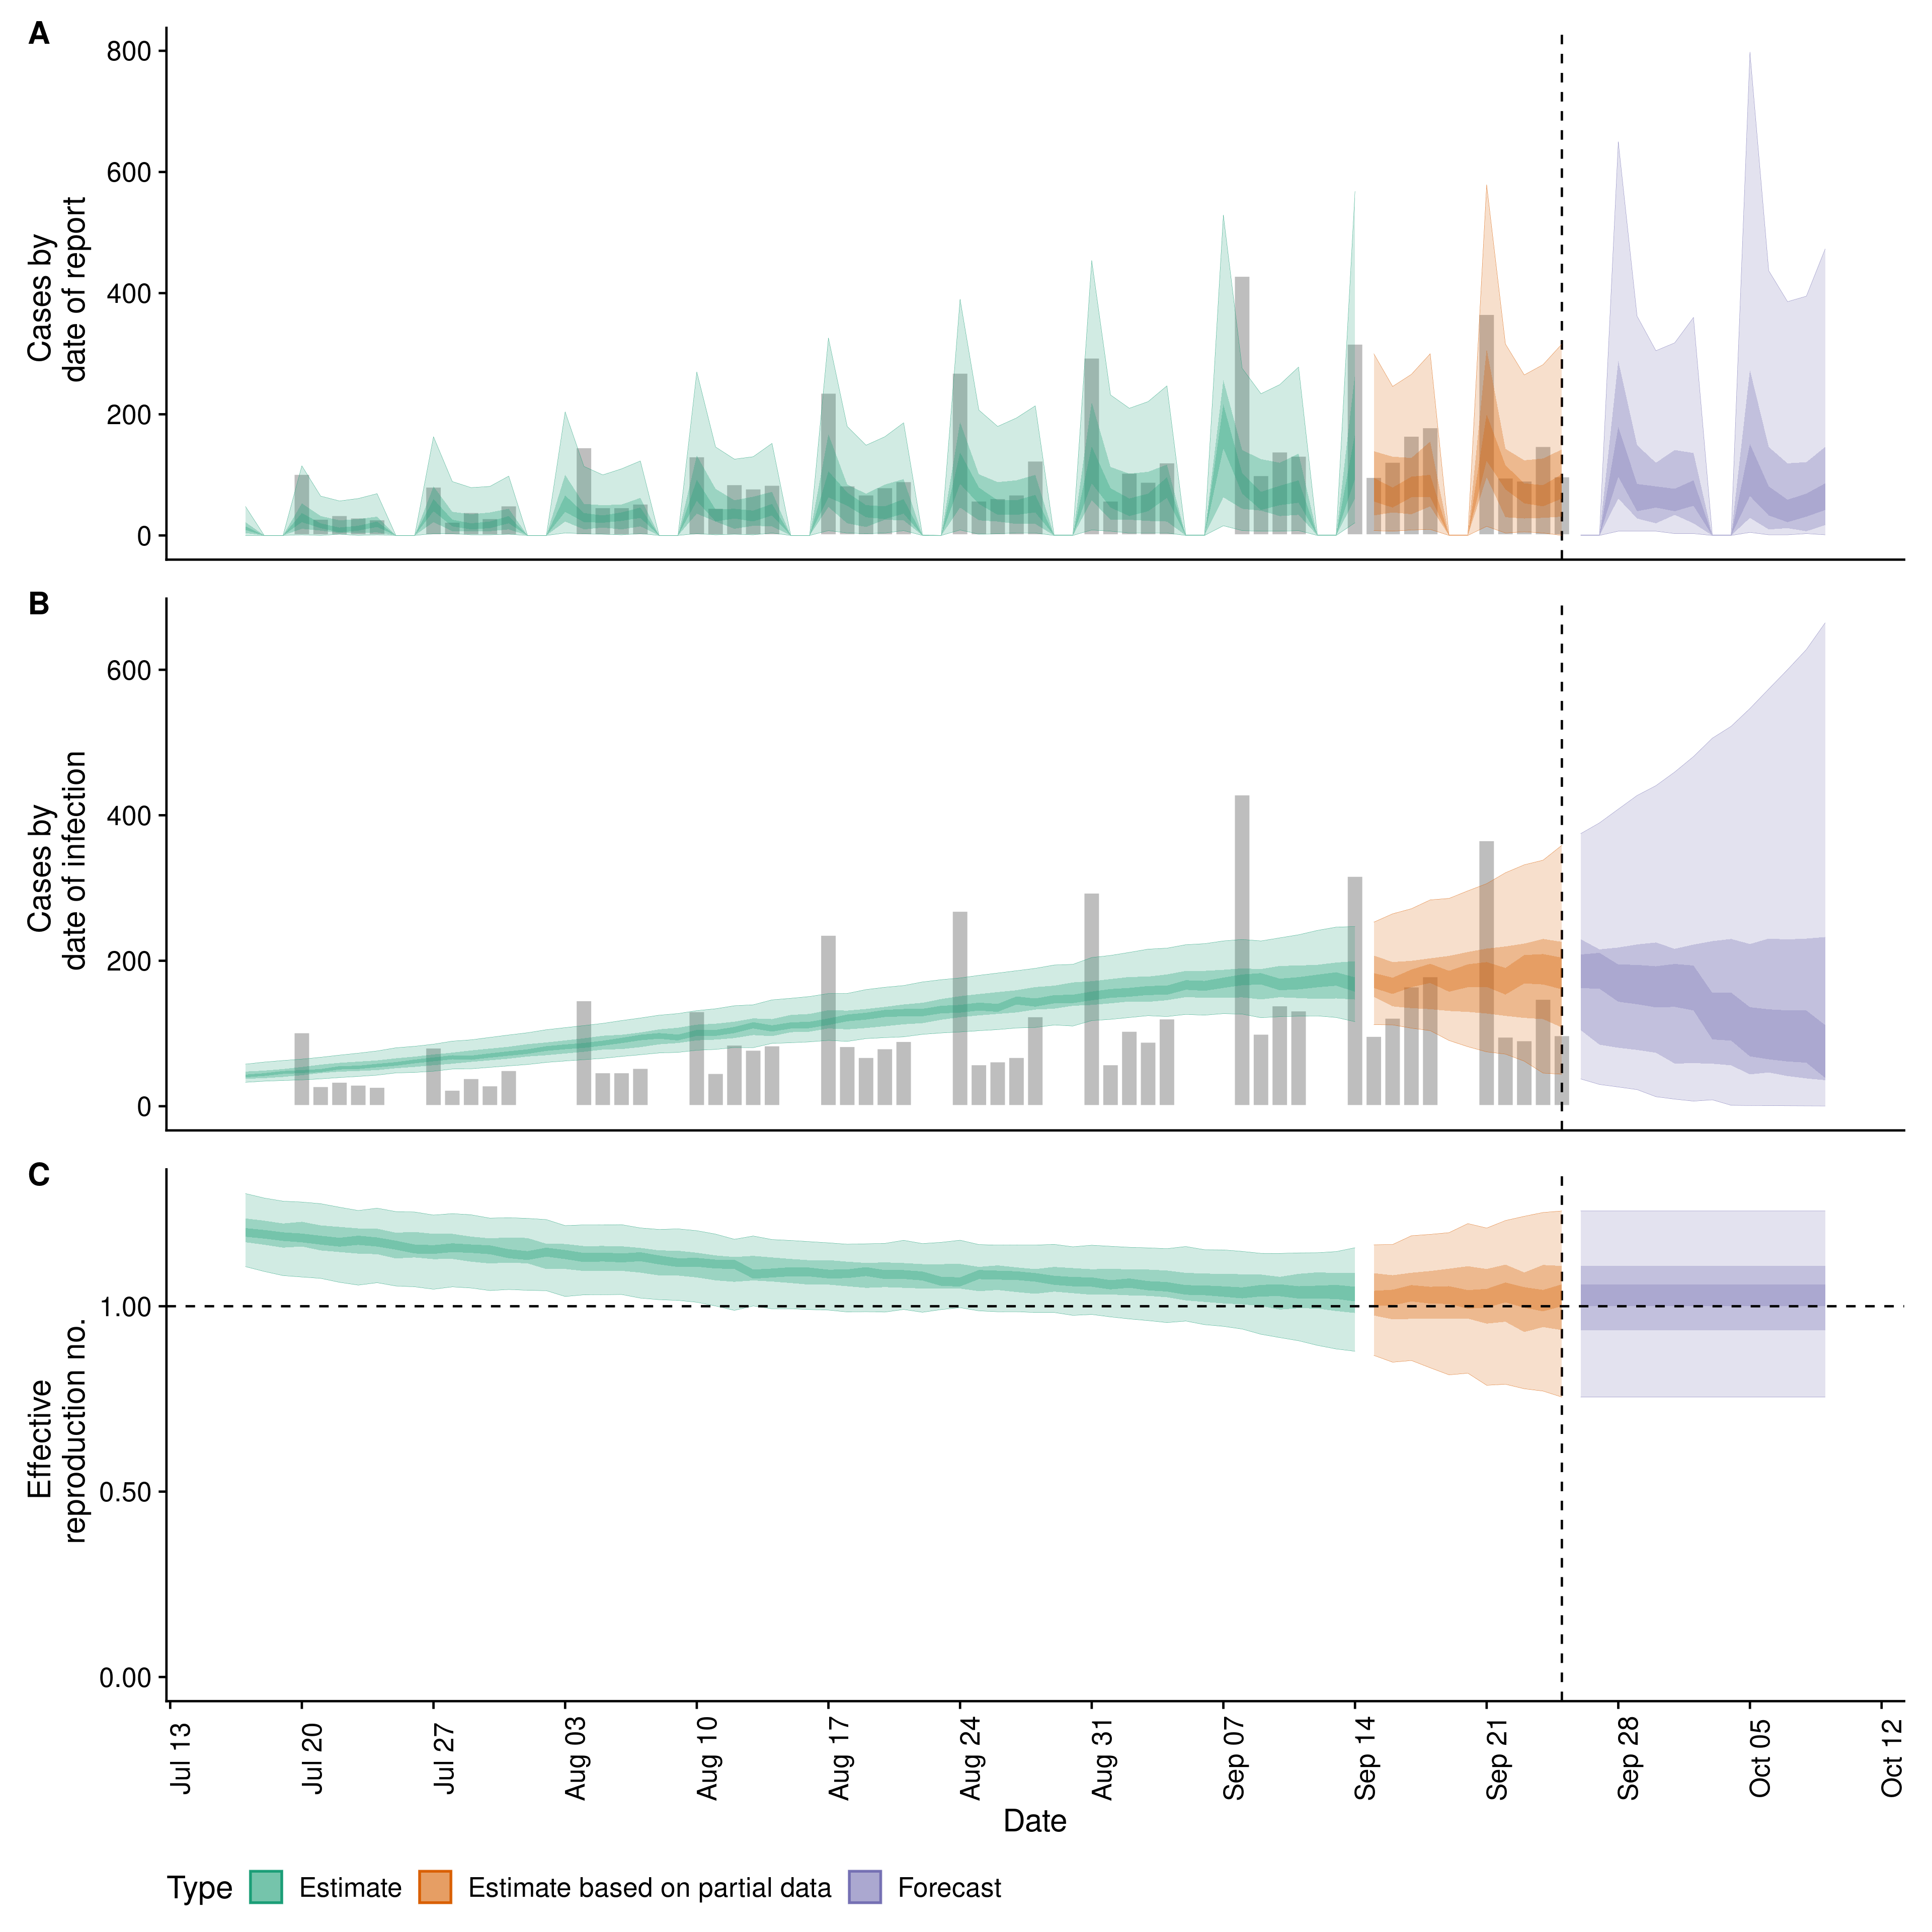 A
800
600
400
200
0
Cases by
date of report
B
600
400
200
0
Cases by
date of infection
C
1.00
0.50
0.00
Effective
reproduction no.
Jul 13
Jul 20
Jul 27
Aug 03
Aug 10
Aug 17
Aug 24
Aug 31
Sep 07
Sep 14
Sep 21
Sep 28
Oct 05
Oct 12
Date
Type Estimate Estimate based on partial data Forecast